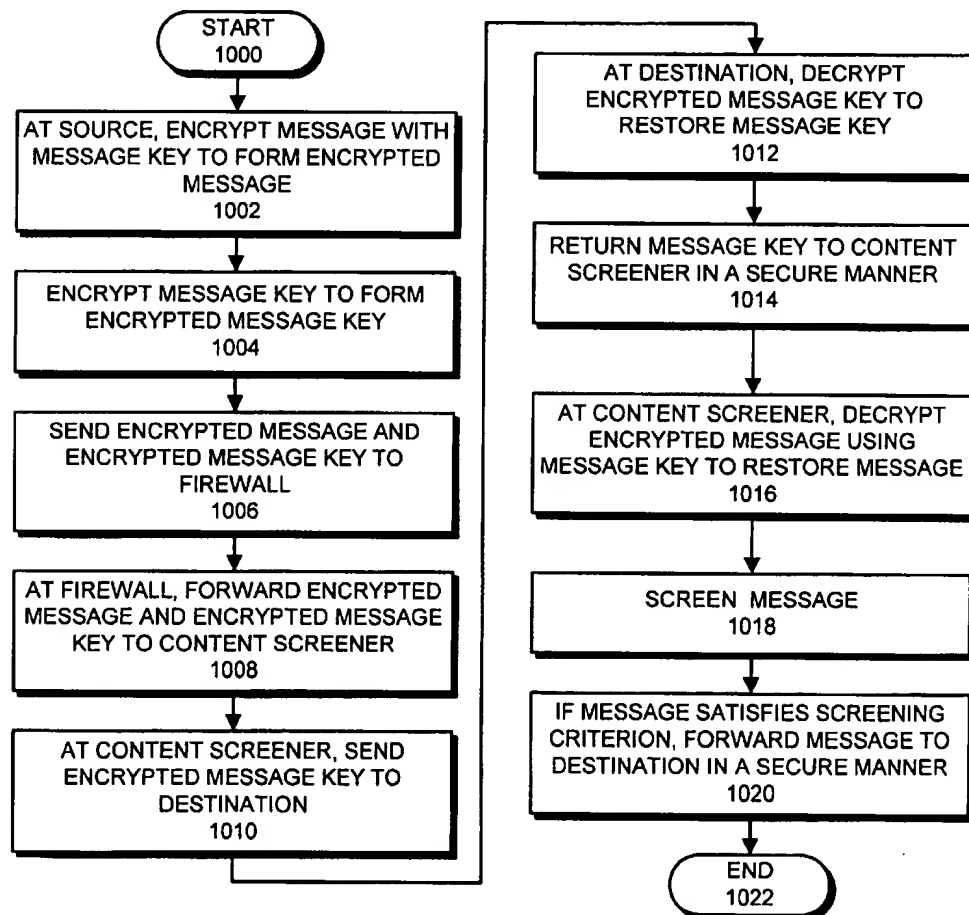 START
1000
AT SOURCE, ENCRYPT MESSAGE WITH
MESSAGE KEY TO FORM ENCRYPTED
MESSAGE
1002
ENCRYPT MESSAGE KEY TO FORM
ENCRYPTED MESSAGE KEY
1004
SEND ENCRYPTED MESSAGE AND
ENCRYPTED MESSAGE KEY TO
FIREWALL
1006
AT FIREWALL, FORWARD ENCRYPTED
MESSAGE AND ENCRYPTED MESSAGE
KEY TO CONTENT SCREENER
1008
AT CONTENT SCREENER, SEND
ENCRYPTED MESSAGE KEY TO
DESTINATION
1010
AT DESTINATION, DECRYPT
ENCRYPTED MESSAGE KEY TO
RESTORE MESSAGE KEY
1012
RETURN MESSAGE KEY TO CONTENT
SCREENER IN A SECURE MANNER
1014
AT CONTENT SCREENER, DECRYPT
ENCRYPTED MESSAGE USING
MESSAGE KEY TO RESTORE MESSAGE
1016
SCREEN MESSAGE
1018
IF MESSAGE SATISFIES SCREENING
CRITERION, FORWARD MESSAGE TO
DESTINATION IN A SECURE MANNER
1020
END
1022